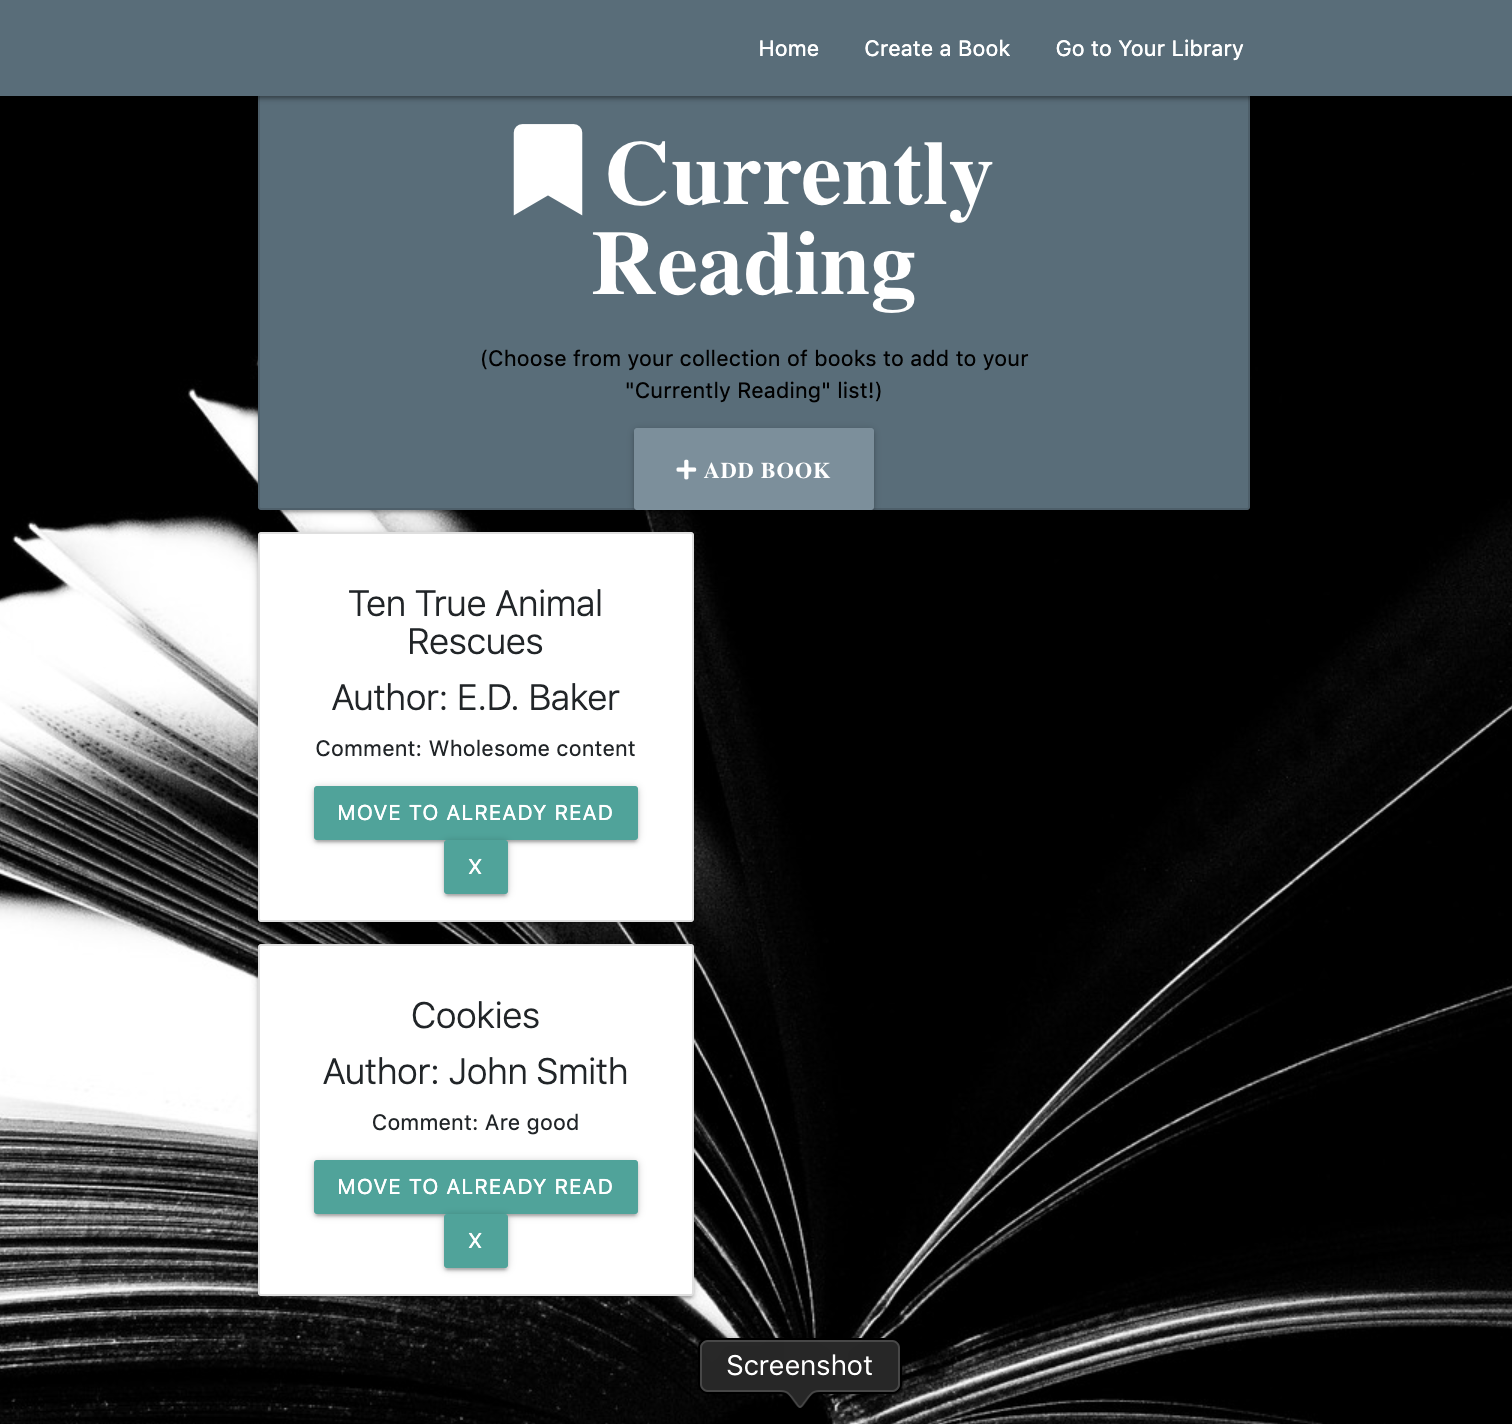 Home Create a Book Go to Your Library
Currently
Reading
(Choose from your collection of books to add to your
"Currently Reading" list!)
ADD BOOK
Ten True Animal
Rescues
Author: E.D. Baker
Comment: Wholesome content
MOVE TO ALREADY READ
X
Cookies
Author: John Smith
Comment: Are good
MOVE TO ALREADY READ
X
Screenshot